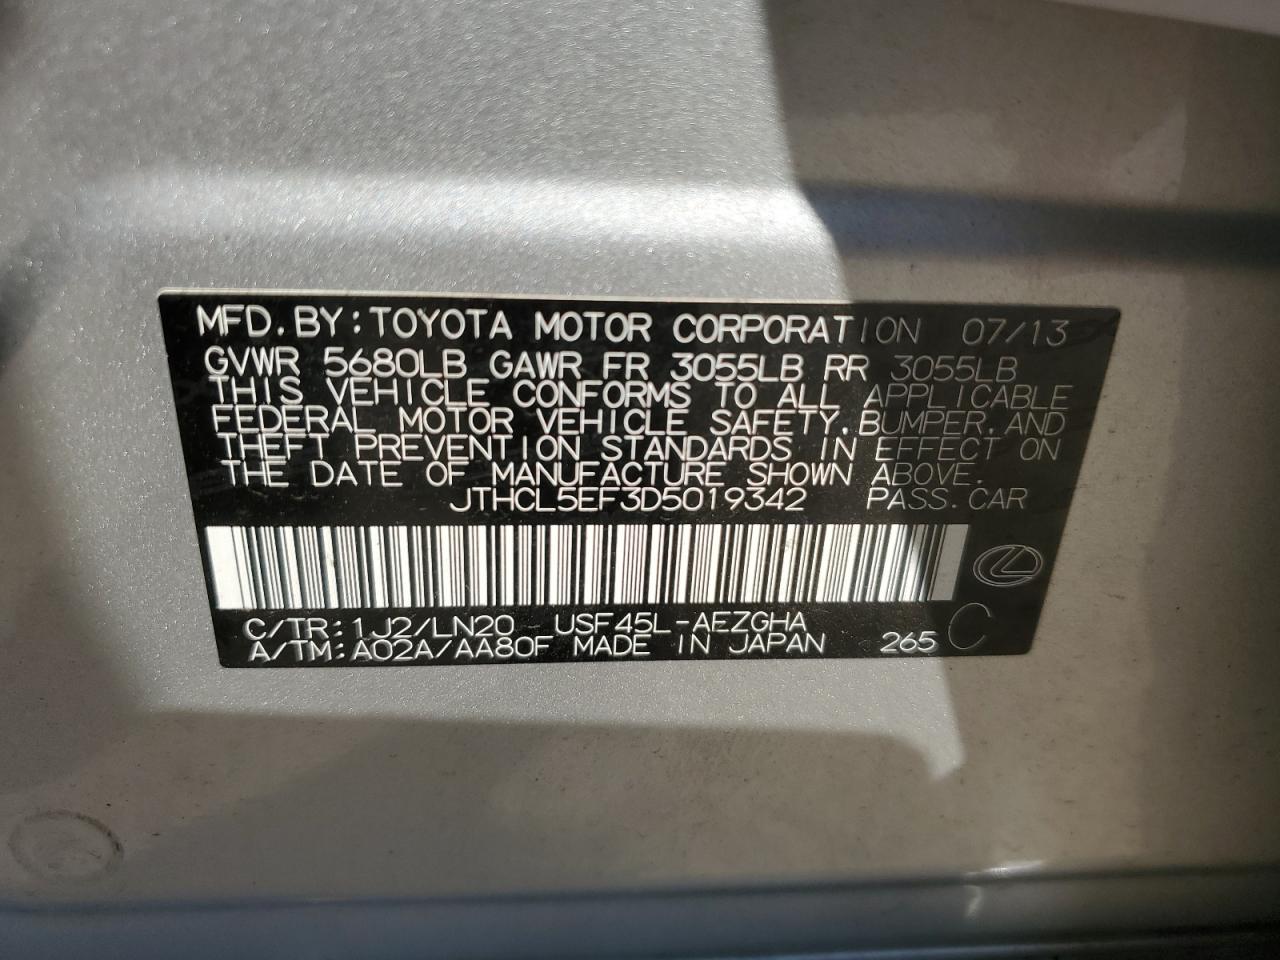 MFD.BY:TOYOTA MOTOR CORPORATION 07/13
GVWR 5680LB GAWR FR 3055LB RR 3055LB
THIS VEHICLE CONFORMS TO ALL APPLICABLE
FEDERAL MOTOR VEHICLE SAFETY,BUMPER,AND
THEFT PREVENTION STANDARDS IN EFFECT ON
THE DATE OF MANUFACTURE SHOWN ABOVE.
JTHCL5EF3D5019342 PASS.CAR
C/TR:1J2/LN20 USF45L-AEZGHA
A/TM:A02A/AA80F MADE IN JAPAN 265 C